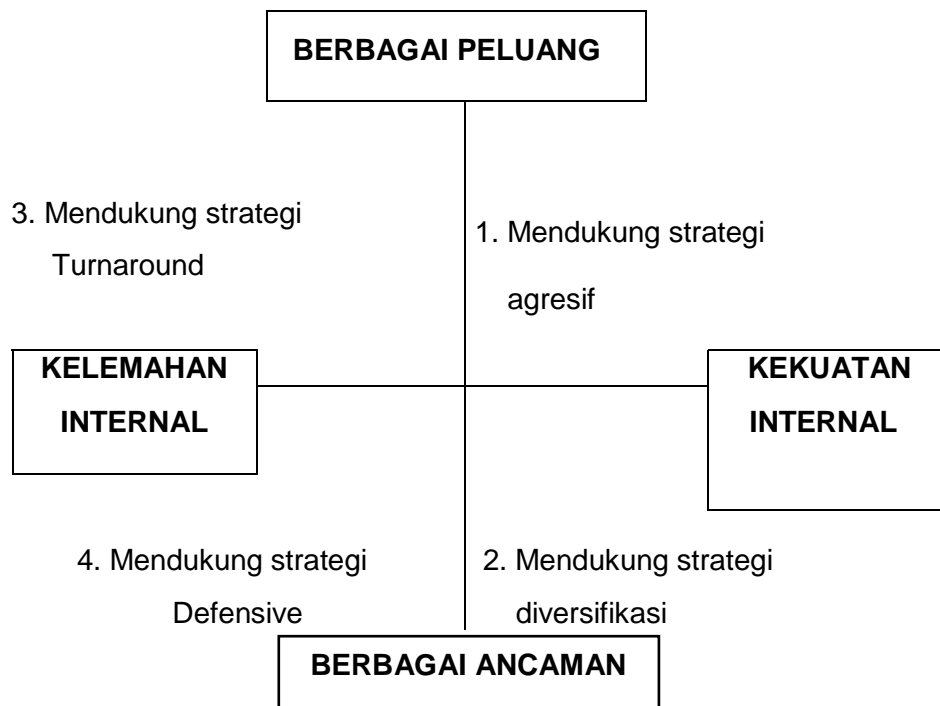 BERBAGAI PELUANG
3. Mendukung strategi
Turnaround
1. Mendukung strategi
agresif
KELEMAHAN
INTERNAL
KEKUATAN
INTERNAL
4. Mendukung strategi
Defensive
2. Mendukung strategi
diversifikasi
BERBAGAI ANCAMAN